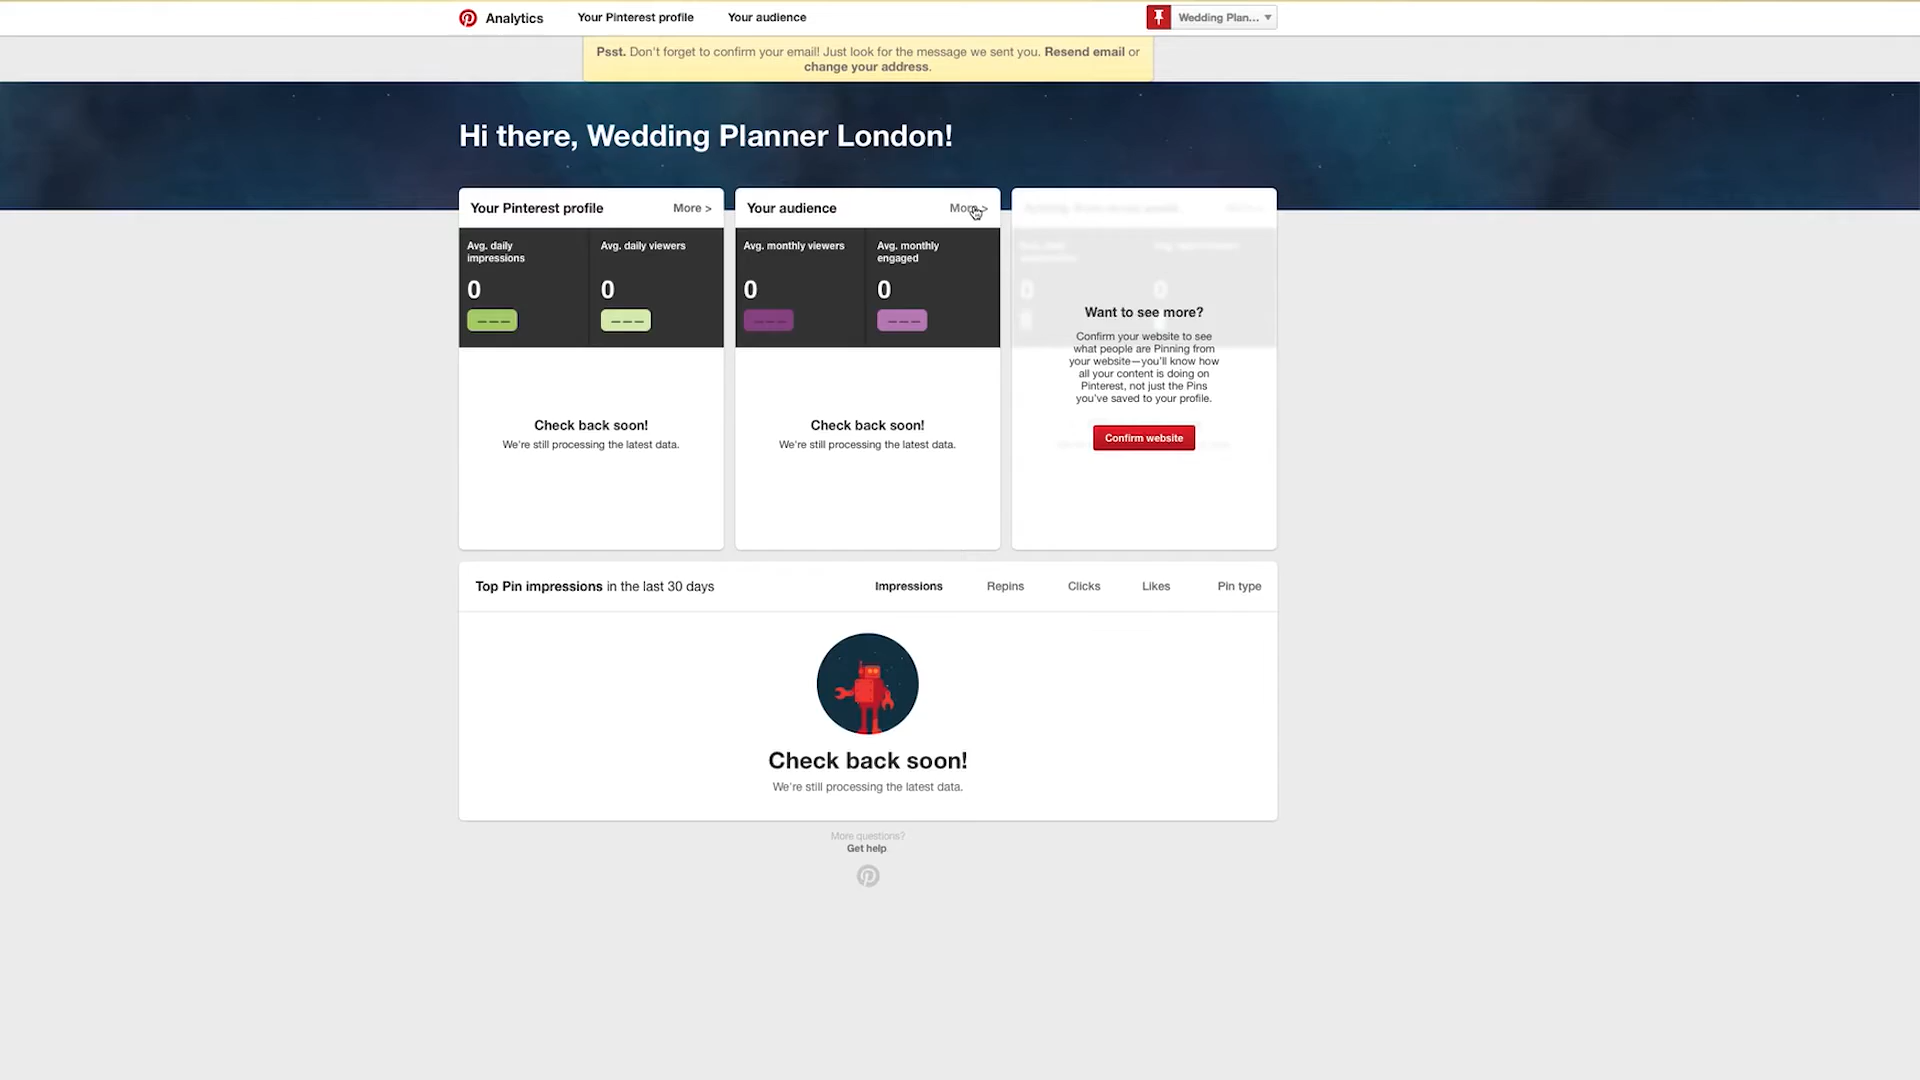 Analytics
Your Pinterest profile
Your audience
Wedding Plan...
Psst. Don't forget to confirm your email! Just look for the message we sent you. Resend email or
change your address.
Hi there, Wedding Planner London!
Your Pinterest profile
More >
Avg. daily
impressions
0
Avg. daily viewers
0
Check back soon!
We're still processing the latest data.
Your audience
More >
Avg. monthly viewers
0
Avg. monthly
engaged
0
Check back soon!
We're still processing the latest data.
0
0
Want to see more?
Confirm your website to see
what people are Pinning from
your website—you'll know how
all your content is doing on
Pinterest, not just the Pins
you've saved to your profile.
Confirm website
Top Pin impressions in the last 30 days
Impressions
Repins
Clicks
Likes
Pin type
Check back soon!
We're still processing the latest data.
More questions?
Get help